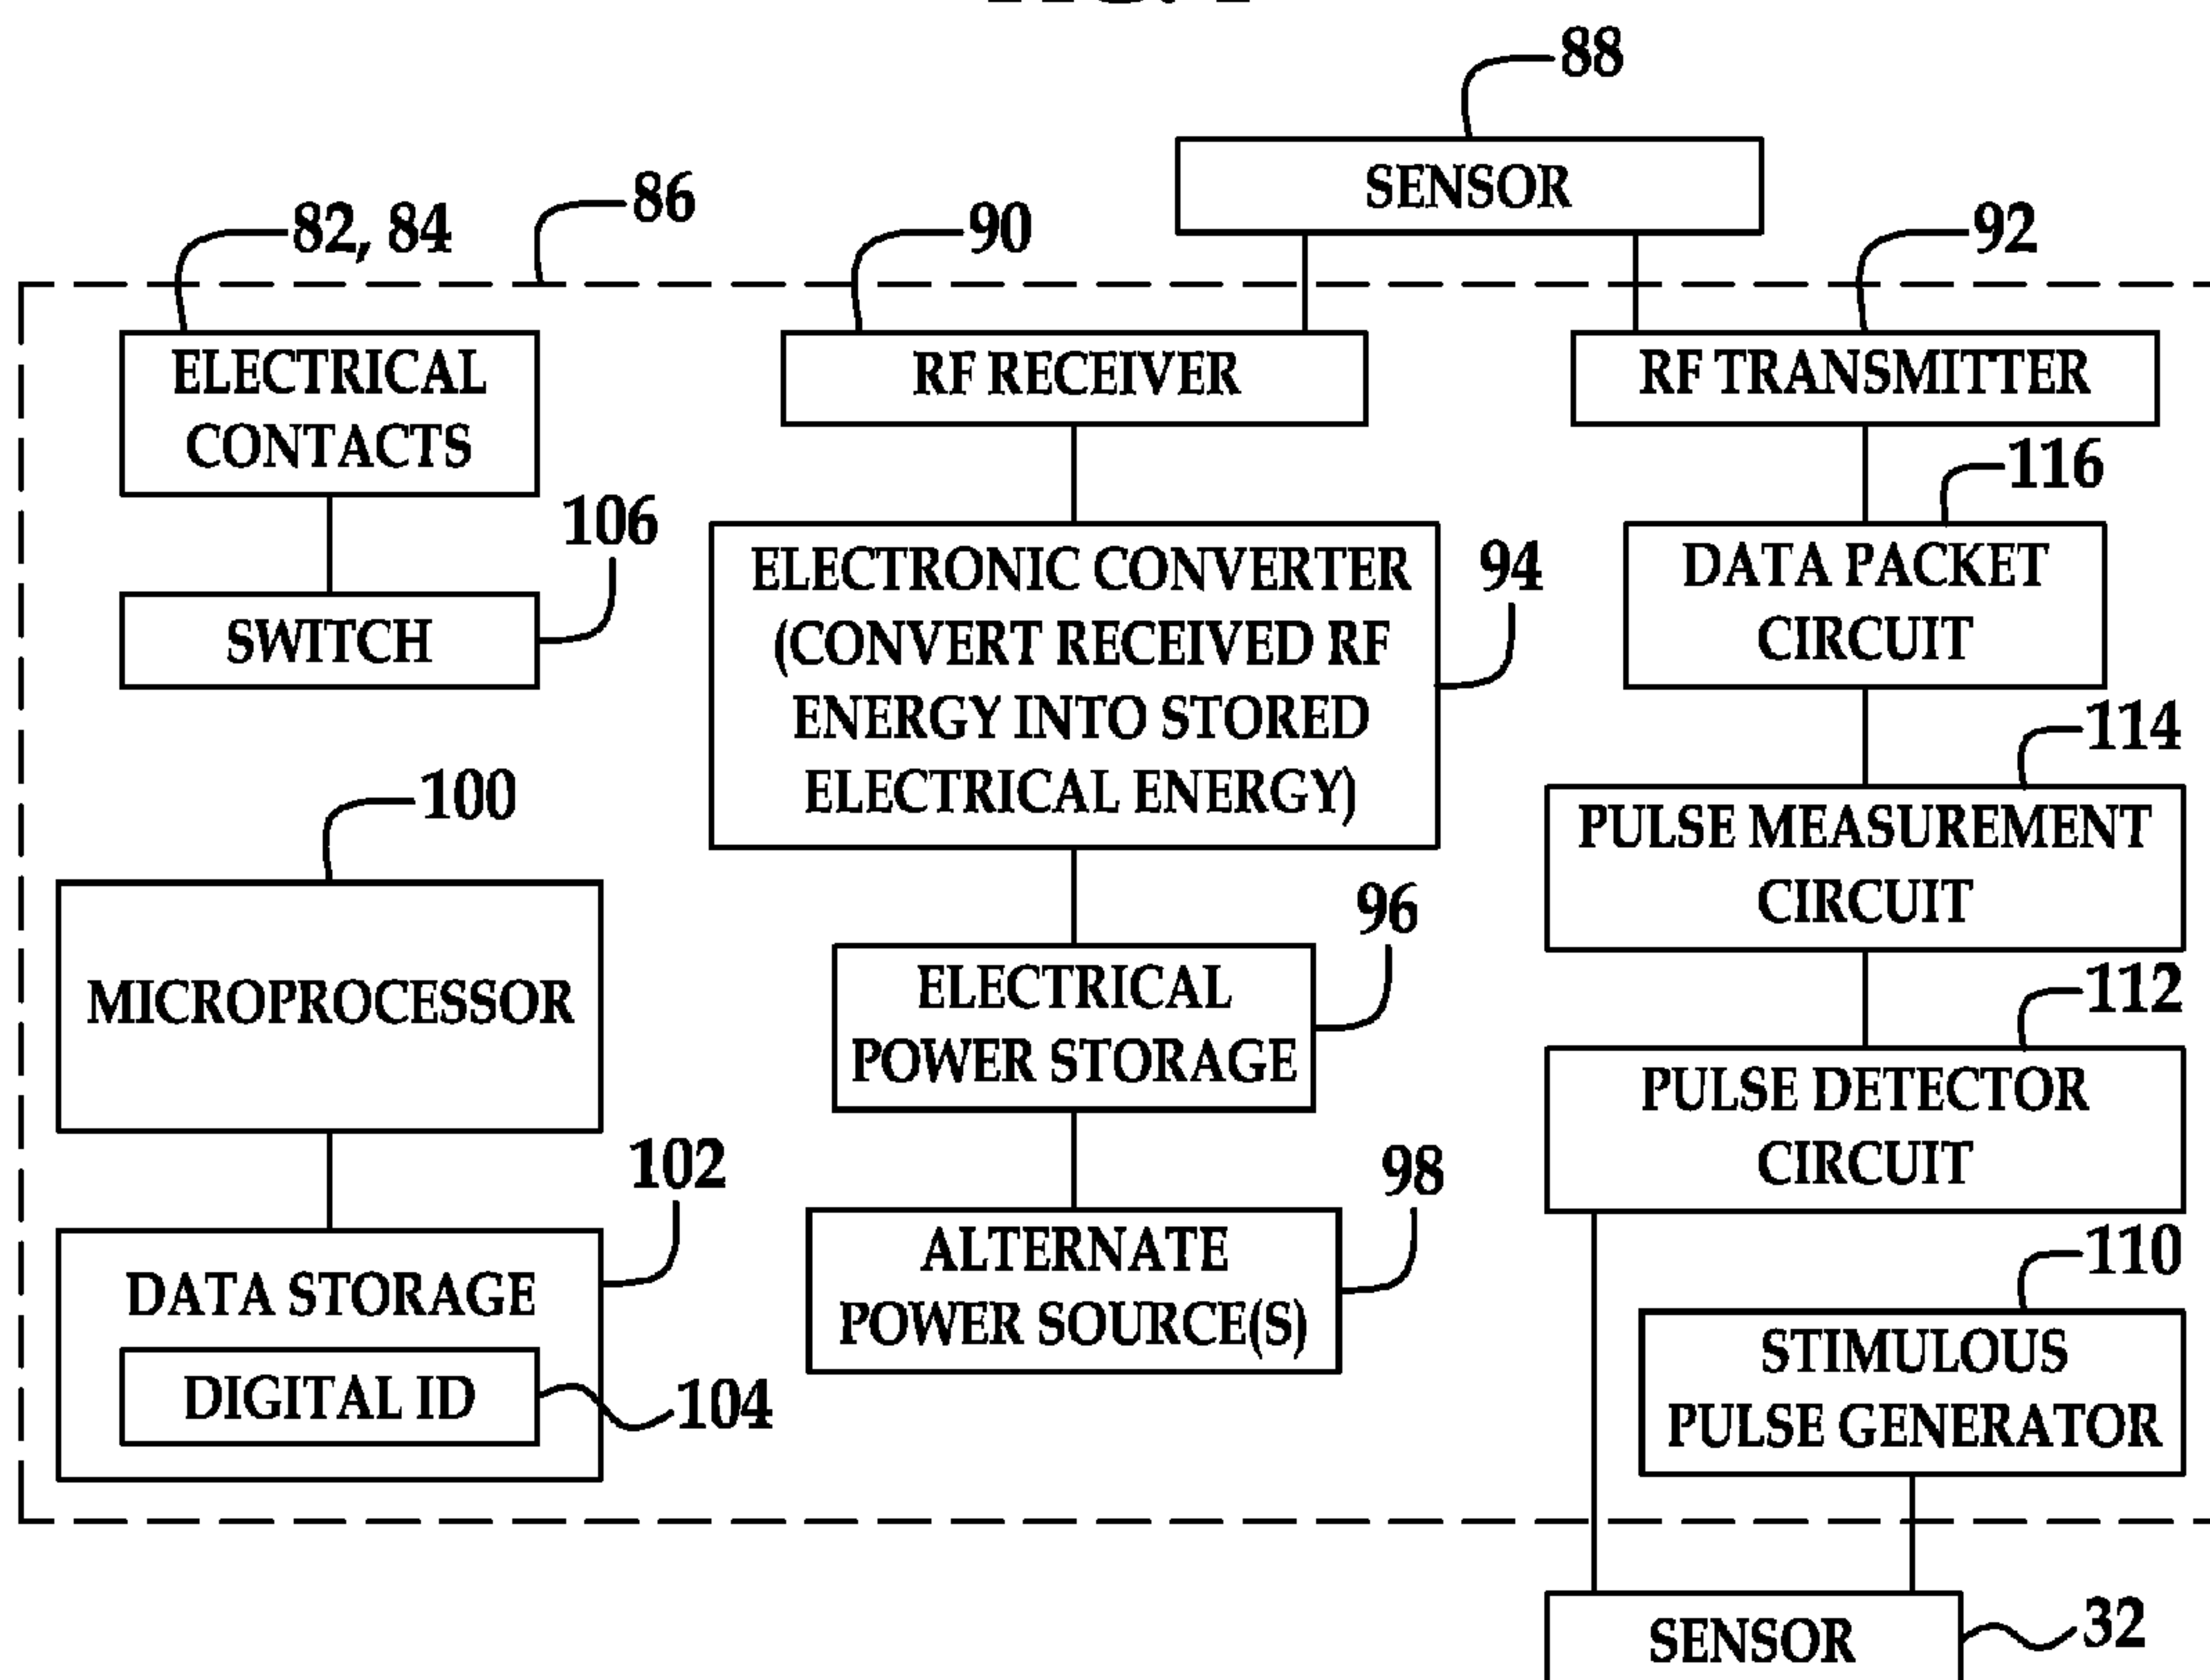 88
SENSOR
86
82, 84
90
92
ELECTRICAL
CONTACTS
RF RECEIVER
RF TRANSMITTER
116
106
SWITCH
ELECTRONIC CONVERTER
(CONVERT RECEIVED RF
ENERGY INTO STORED
ELECTRICAL ENERGY)
94
DATA PACKET
CIRCUIT
114
100
PULSE MEASUREMENT
CIRCUIT
MICROPROCESSOR
96
ELECTRICAL
POWER STORAGE
112
PULSE DETECTOR
CIRCUIT
102
DATA STORAGE
DIGITAL ID
104
98
ALTERNATE
POWER SOURCE(S)
110
STIMULOUS
PULSE GENERATOR
SENSOR
32